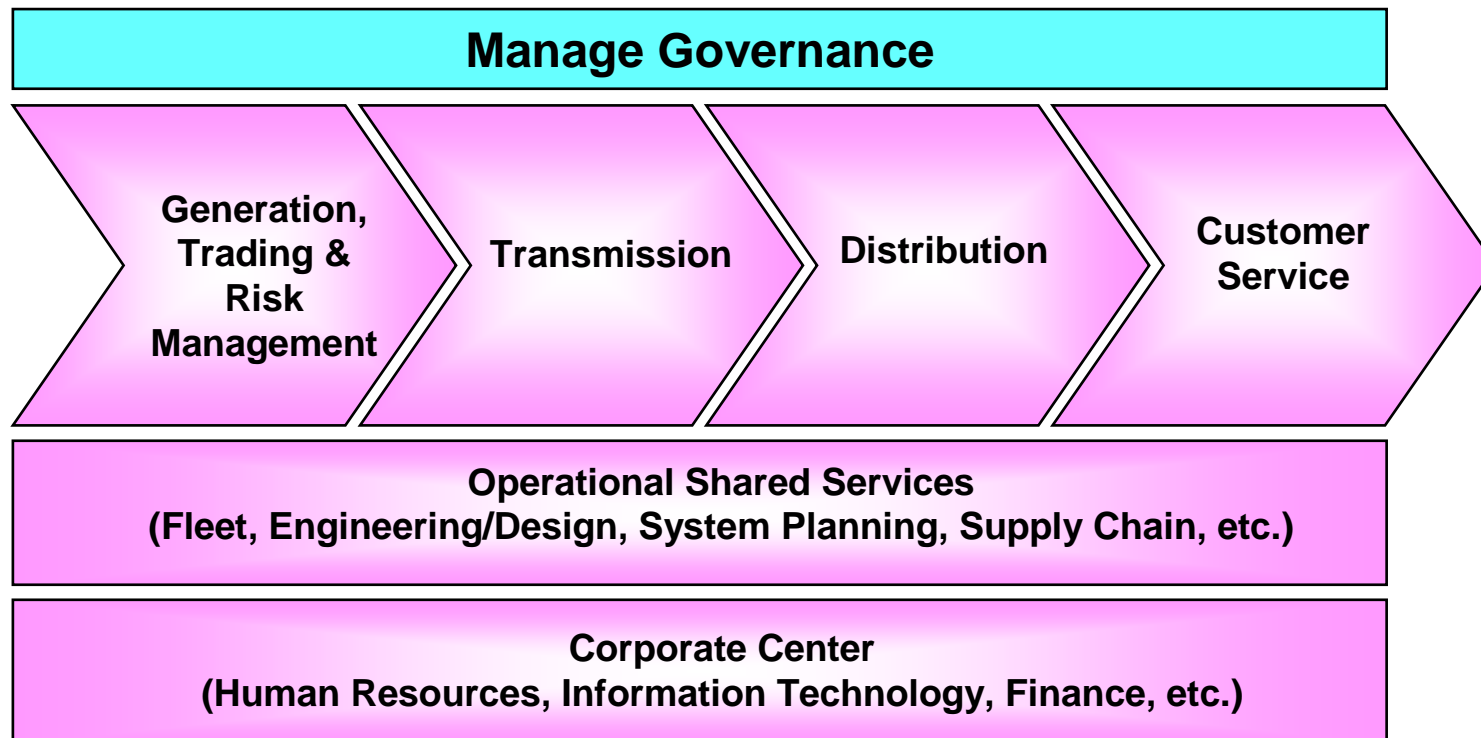 Manage Governance
Generation,
Trading &
Risk
Management
Transmission
Distribution
Customer
Service
Operational Shared Services
(Fleet, Engineering/Design, System Planning, Supply Chain, etc.)
Corporate Center
(Human Resources, Information Technology, Finance, etc.)